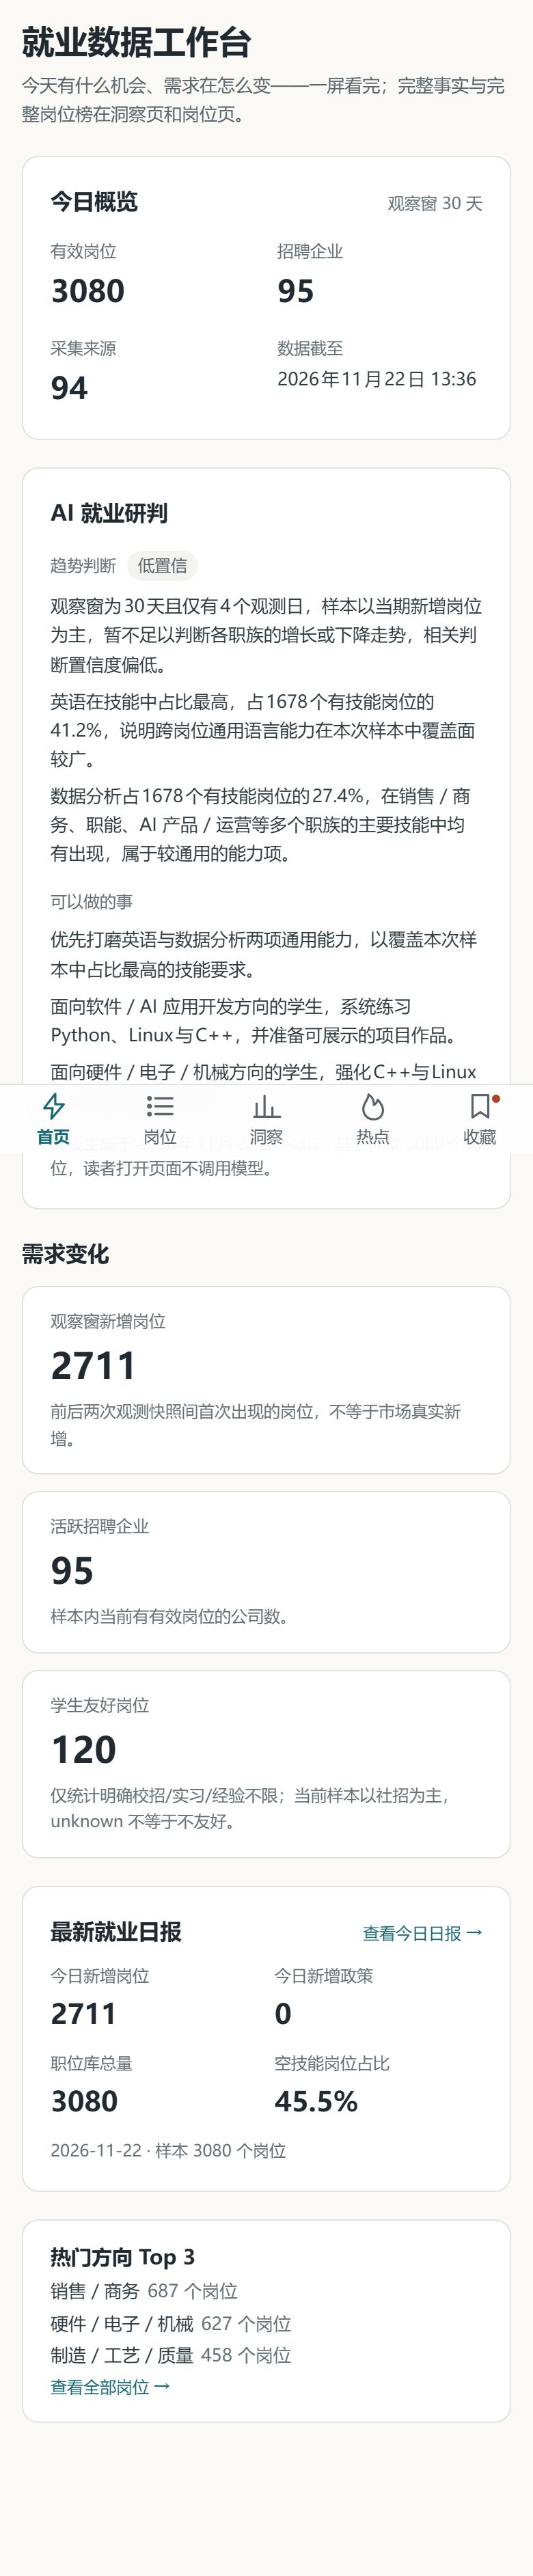 就业数据工作台
今天有什么机会、需求在怎么变——一屏看完；完整事实与完
整岗位榜在洞察页和岗位页。
今日概览
观察窗 30 天
有效岗位
招聘企业
3080
95
采集来源
数据截至
94
2026年11月22日 13:36
AI 就业研判
趋势判断 低置信
观察窗为30天且仅有4个观测日，样本以当期新增岗位
为主，暂不足以判断各职族的增长或下降走势，相关判
断置信度偏低。
英语在技能中占比最高，占1678个有技能岗位的
41.2%，说明跨岗位通用语言能力在本次样本中覆盖面
较广。
数据分析占1678个有技能岗位的27.4%，在销售 / 商
务、职能、AI 产品 / 运营等多个职族的主要技能中均
有出现，属于较通用的能力项。
可以做的事
优先打磨英语与数据分析两项通用能力，以覆盖本次样
本中占比最高的技能要求。
面向软件 / AI 应用开发方向的学生，系统练习
Python、Linux与C++，并准备可展示的项目作品。
面向硬件 / 电子 / 机械方向的学生，强化C++与Linux
首页
岗位
洞察
热点
收藏
位，读者打开页面不调用模型。
需求变化
观察窗新增岗位
2711
前后两次观测快照间首次出现的岗位，不等于市场真实新
增。
活跃招聘企业
95
样本内当前有有效岗位的公司数。
学生友好岗位
120
仅统计明确校招/实习/经验不限；当前样本以社招为主，
unknown 不等于不友好。
最新就业日报
查看今日日报 →
今日新增岗位
今日新增政策
2711
0
职位库总量
空技能岗位占比
3080
45.5%
2026-11-22 · 样本 3080 个岗位
热门方向 Top 3
销售 / 商务 687 个岗位
硬件 / 电子 / 机械 627 个岗位
制造 / 工艺 / 质量 458 个岗位
查看全部岗位 →